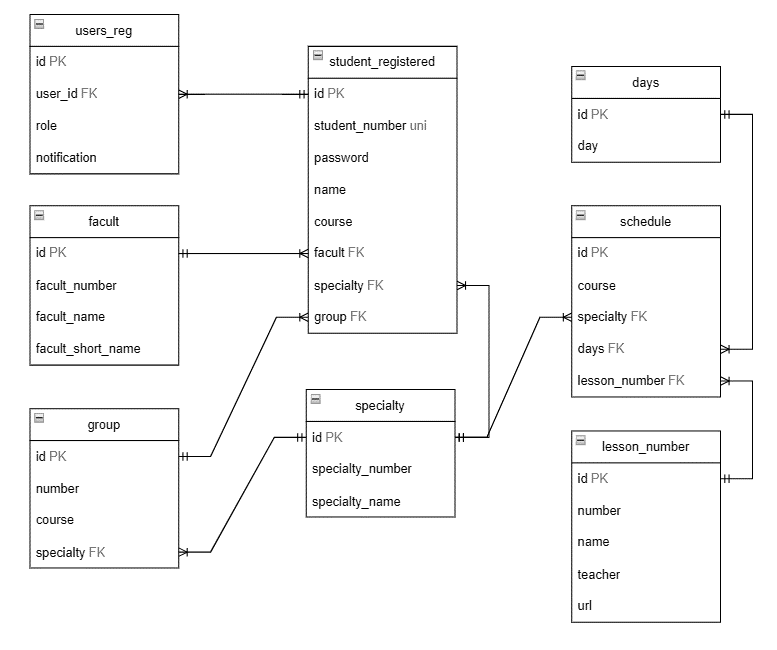 users_reg
id PK
user_id FK
role
notification
student_registered
id PK
student_number uni
password
name
course
facult FK
specialty FK
group FK
days
id PK
day
facult
id PK
facult_number
facult_name
facult_short_name
schedule
id PK
course
specialty FK
days FK
lesson_number FK
group
id PK
number
course
specialty FK
specialty
id PK
specialty_number
specialty_name
lesson_number
id PK
number
name
teacher
url